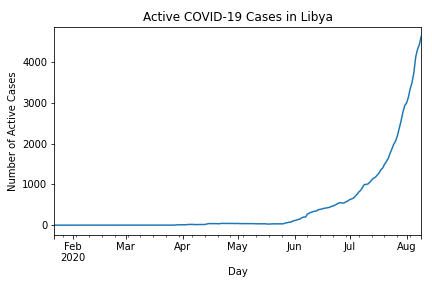 Active COVID-19 Cases in Libya
Number of Active Cases
4000
3000
2000
1000
0
Feb Mar Apr May Jun Jul Aug
2020
Day